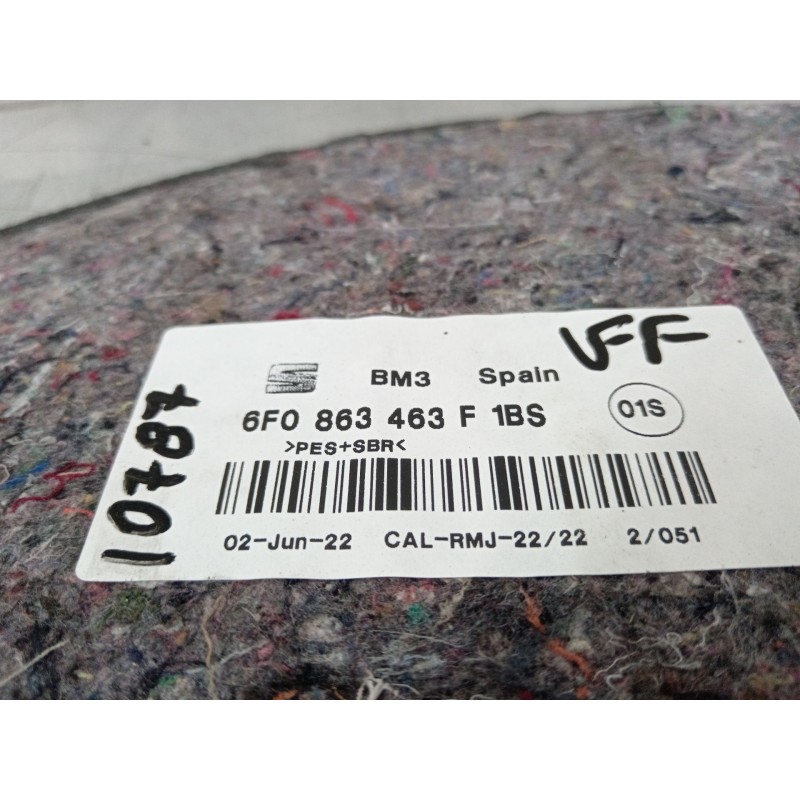 VFF
BM3 Spain
6F0 863 463 F 1BS
01S
>PES+SBR<
02-Jun-22 CAL-RMJ-22/22 2/051
10787